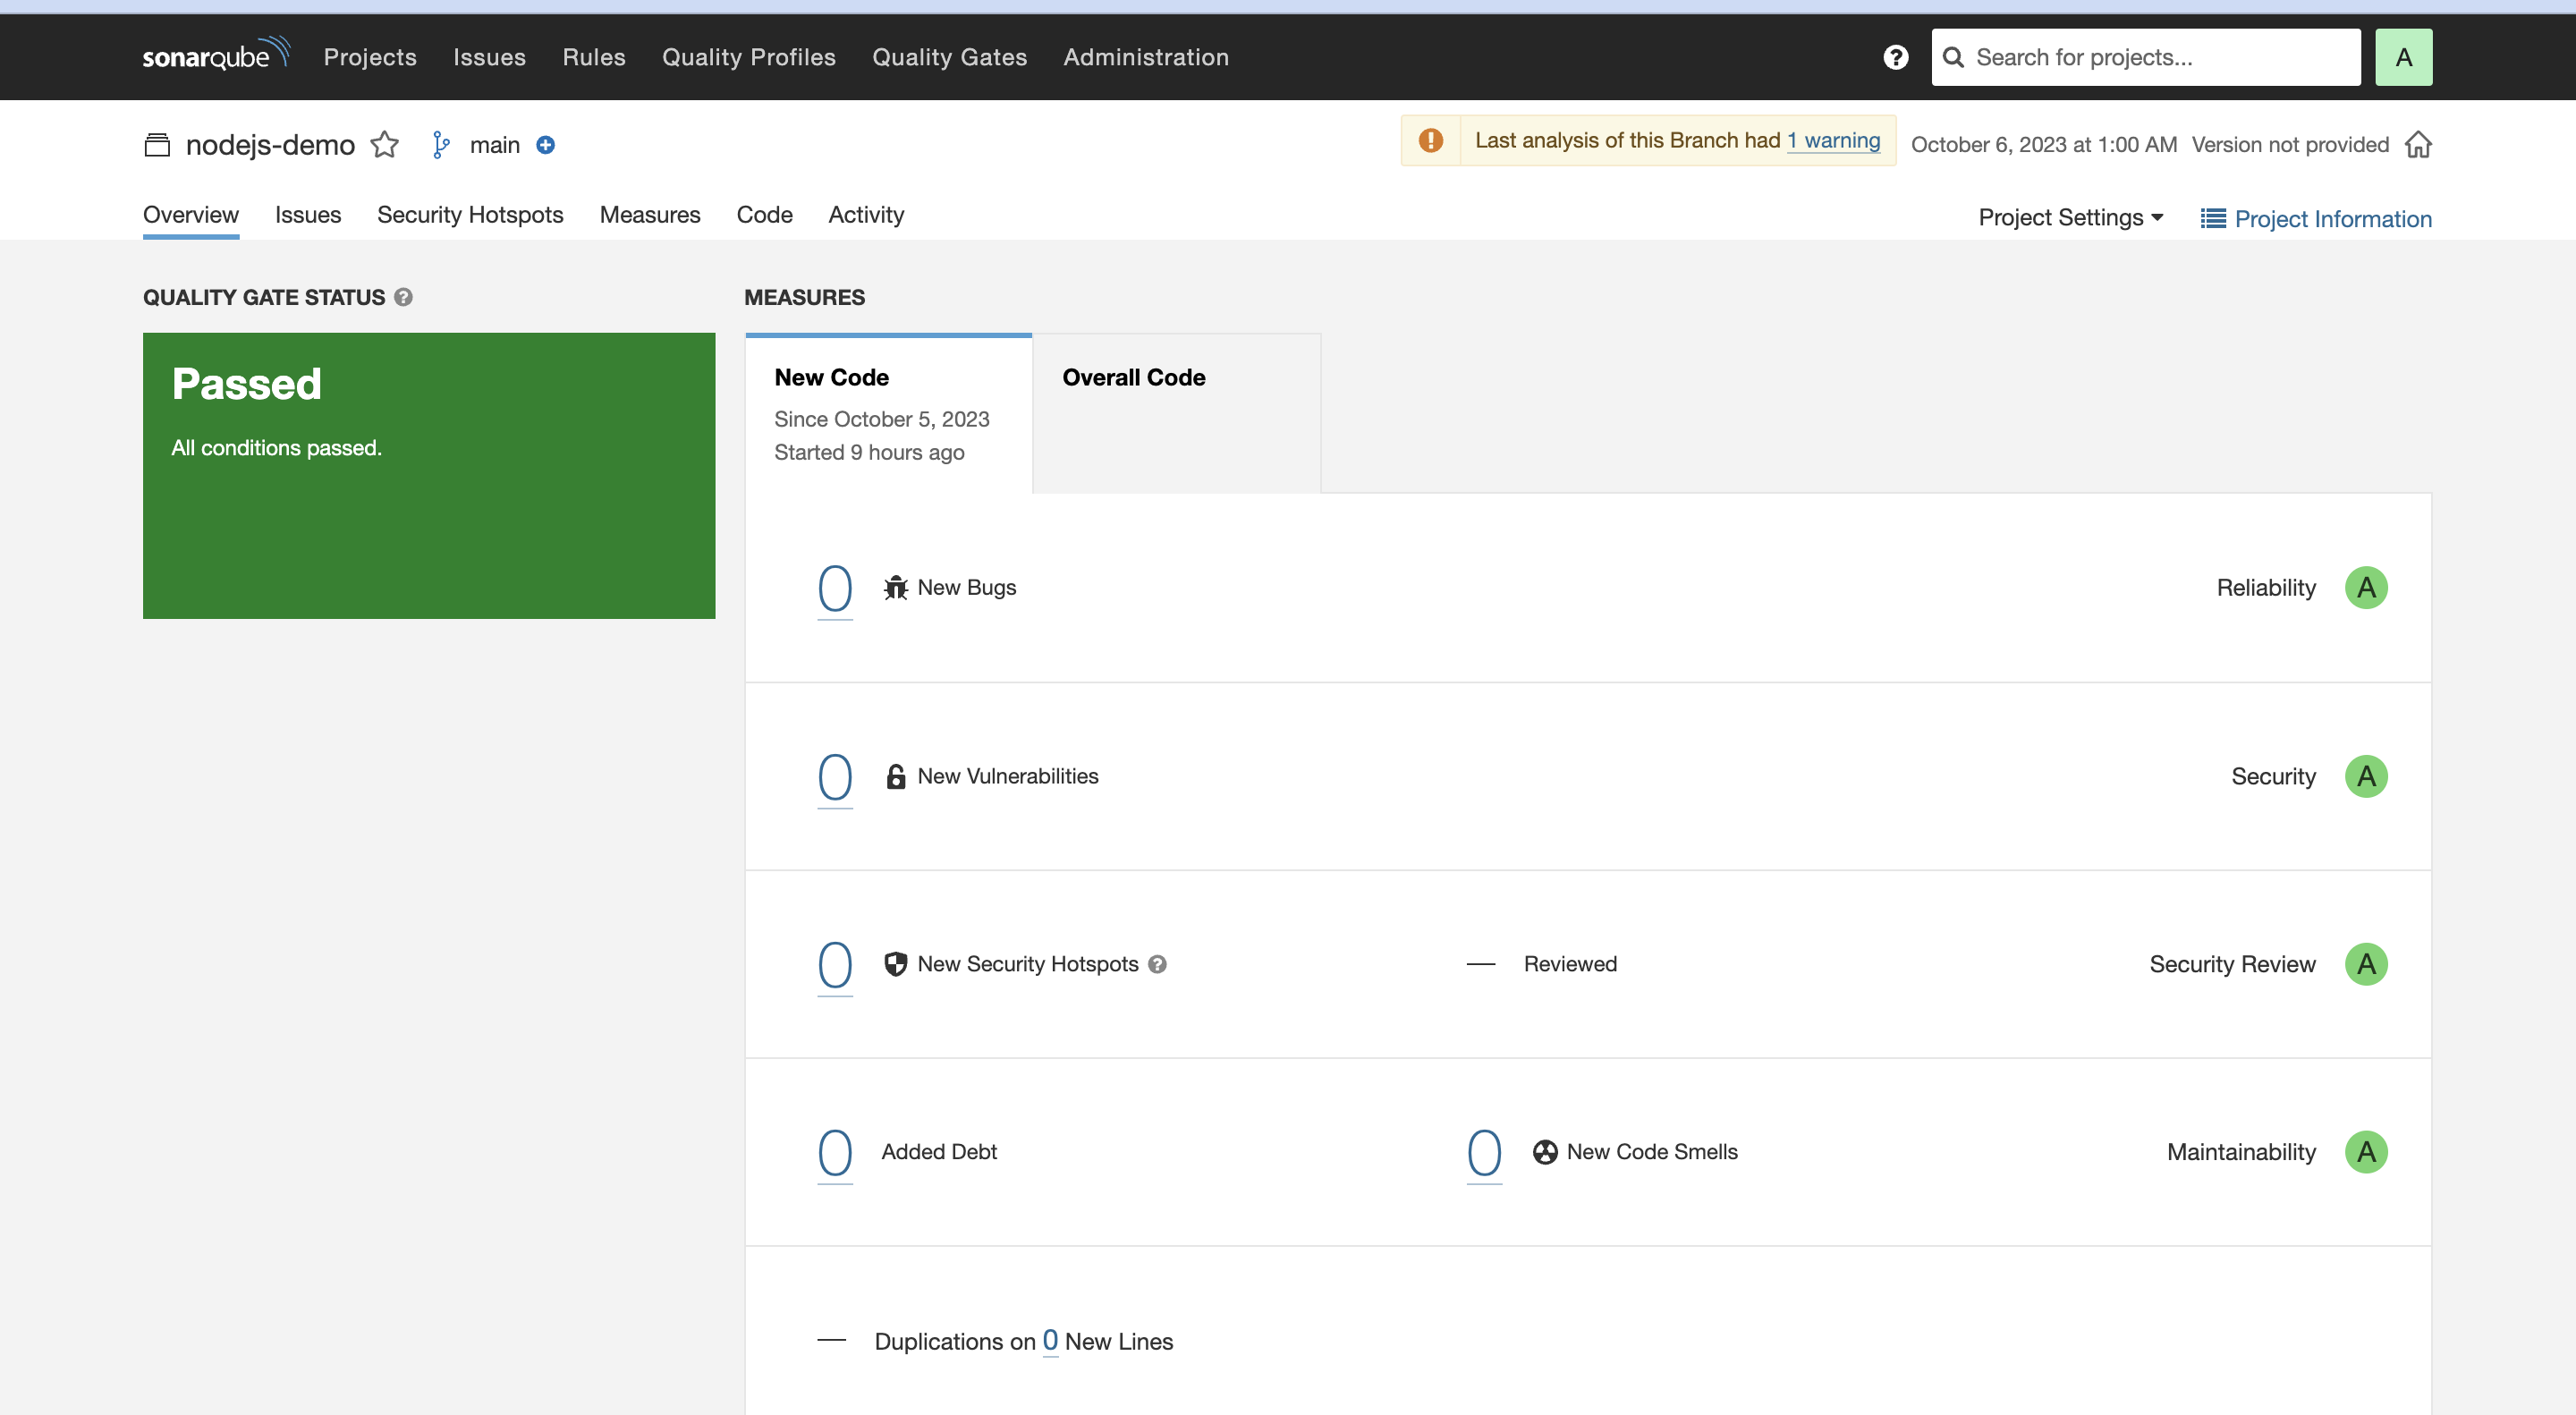 sonarqube Projects Issues Rules Quality Profiles Quality Gates Administration ? Search for projects... A
nodejs-demo main Last analysis of this Branch had 1 warning October 6, 2023 at 1:00 AM Version not provided
Overview Issues Security Hotspots Measures Code Activity Project Settings Project Information
QUALITY GATE STATUS ? MEASURES
Passed
All conditions passed.
New Code Overall Code
Since October 5, 2023
Started 9 hours ago
0 New Bugs Reliability A
0 New Vulnerabilities Security A
0 New Security Hotspots ? — Reviewed Security Review A
0 Added Debt 0 New Code Smells Maintainability A
— Duplications on 0 New Lines